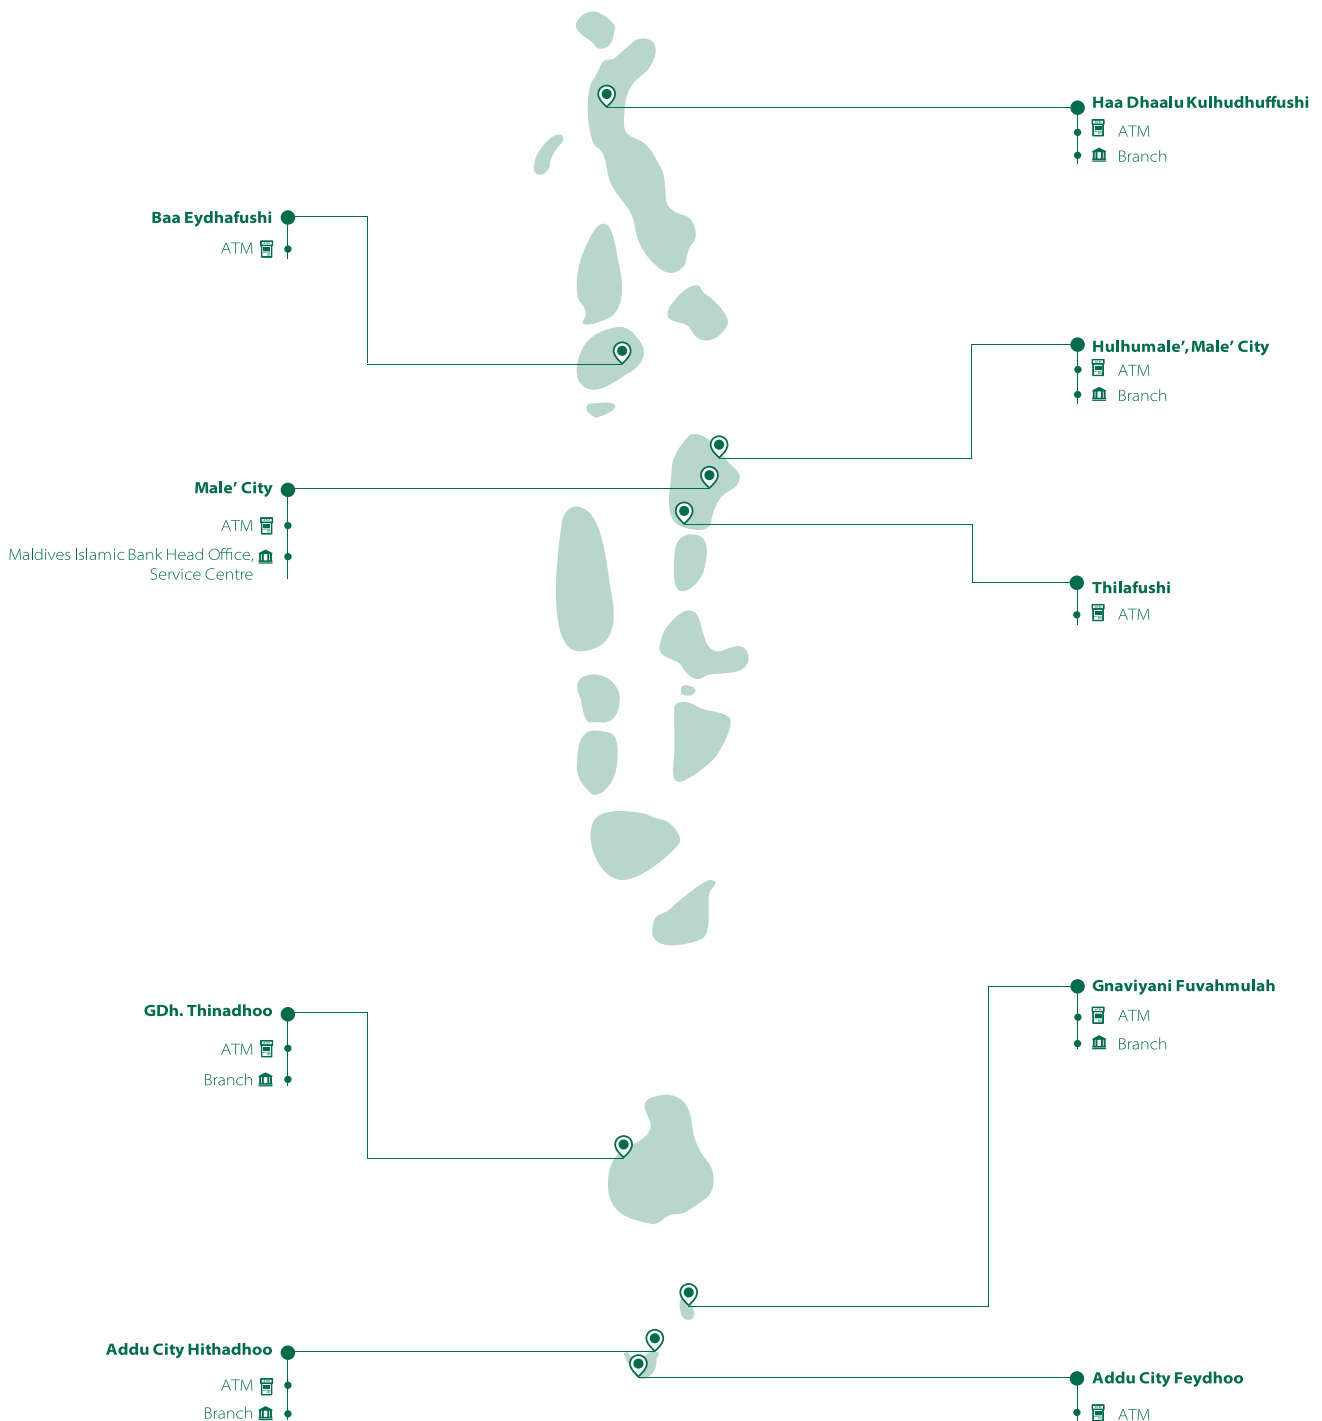 Haa Dhaalu Kulhudhuffushi
ATM
Branch
Baa Eydhafushi
ATM
Hulhumale’, Male’ City
ATM
Branch
Male’ City
ATM
Maldives Islamic Bank Head Office,
Service Centre
Thilafushi
ATM
Gnaviyani Fuvahmulah
ATM
Branch
GDh. Thinadhoo
ATM
Branch
Addu City Hithadhoo
ATM
Branch
Addu City Feydhoo
ATM